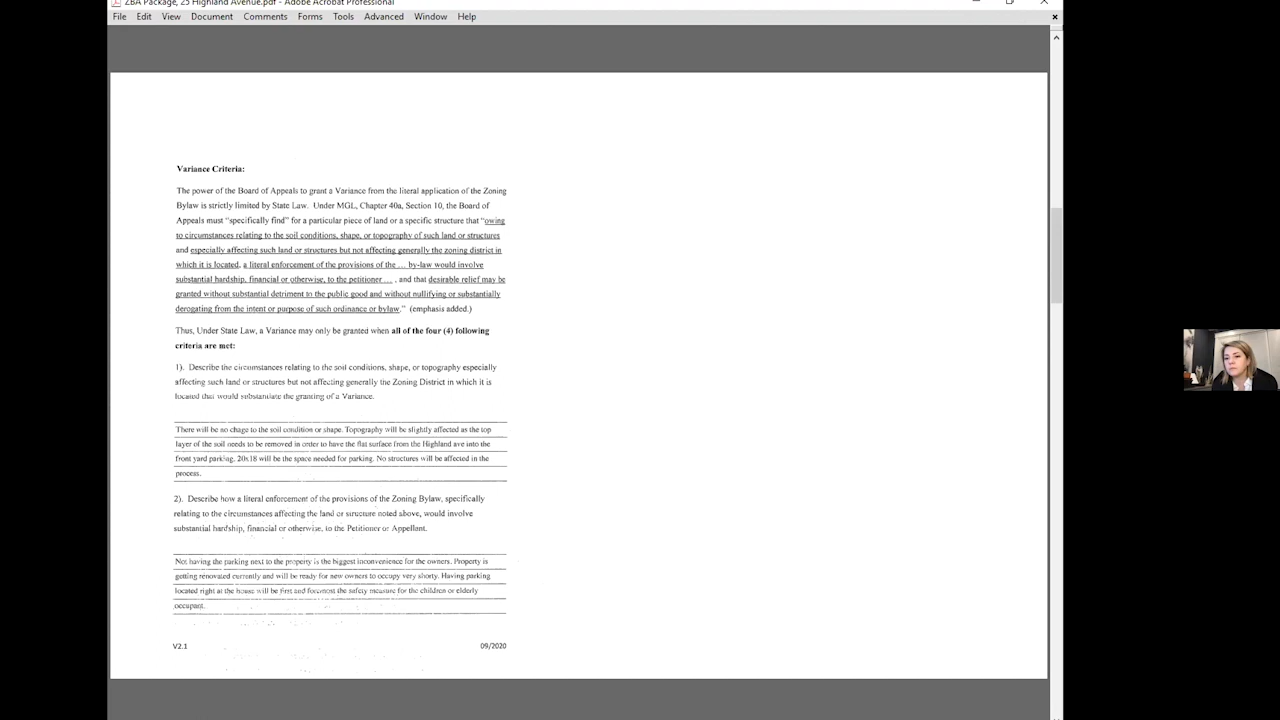 ZBA Package, 25 Highland Avenue.pdf - Adobe Acrobat Professional
File Edit View Document Comments Forms Tools Advanced Window Help
Variance Criteria:
The power of the Board of Appeals to grant a Variance from the literal application of the Zoning
Bylaw is strictly limited by State Law. Under MGL, Chapter 40a, Section 10, the Board of
Appeals must “specifically find” for a particular piece of land or a specific structure that “owing
to circumstances relating to the soil conditions, shape, or topography of such land or structures
and especially affecting such land or structures but not affecting generally the zoning district in
which it is located, a literal enforcement of the provisions of the … by-law would involve
substantial hardship, financial or otherwise, to the petitioner … , and that desirable relief may be
granted without substantial detriment to the public good and without nullifying or substantially
derogating from the intent or purpose of such ordinance or bylaw.” (emphasis added.)
Thus, Under State Law, a Variance may only be granted when all of the four (4) following
criteria are met:
1). Describe the circumstances relating to the soil conditions, shape, or topography especially
affecting such land or structures but not affecting generally the Zoning District in which it is
located that would substantiate the granting of a Variance.
There will be no chage to the soil condition or shape. Topography will be slightly affected as the top
layer of the soil needs to be removed in order to have the flat surface from the Highland ave into the
front yard parking. 20x18 will be the space needed for parking. No structures will be affected in the
process.
2). Describe how a literal enforcement of the provisions of the Zoning Bylaw, specifically
relating to the circumstances affecting the land or structure noted above, would involve
substantial hardship, financial or otherwise, to the Petitioner or Appellant.
Not having the parking next to the property is the biggest inconvenience for the owners. Property is
getting renovated currently and will be ready for new owners to occupy very shorty. Having parking
located right at the house will be first and foremost the safety measure for the children or elderly
occupant.
V2.1 09/2020